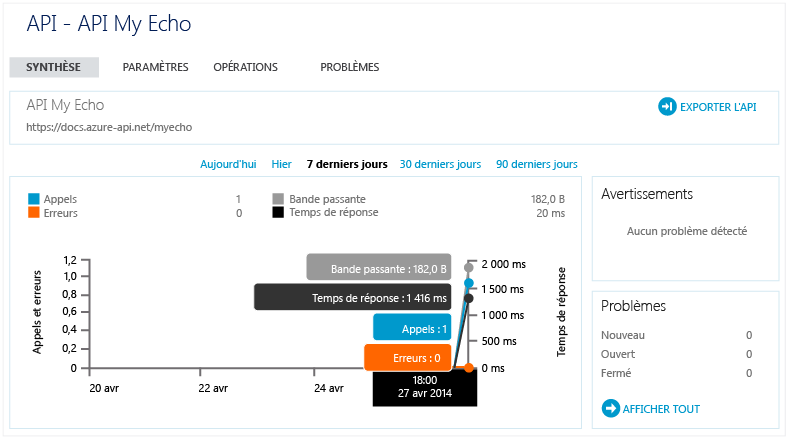 API - API My Echo
SYNTHÈSE PARAMÈTRES OPÉRATIONS PROBLÈMES
API My Echo
EXPORTER L'API
https://docs.azure-api.net/myecho
Aujourd'hui Hier 7 derniers jours 30 derniers jours 90 derniers jours
Appels 1 Bande passante 182,0 B
Erreurs 0 Temps de réponse 20 ms
Appels et erreurs
1,2
1,0
0,8
0,6
0,4
0,2
0
Bande passante : 182,0 B
Temps de réponse : 1 416 ms
Appels : 1
Erreurs : 0
2 000 ms
1 500 ms
1 000 ms
500 ms
0 ms
Temps de réponse
20 avr 22 avr 24 avr
18:00
27 avr 2014
Avertissements
Aucun problème détecté
Problèmes
Nouveau 0
Ouvert 0
Fermé 0
AFFICHER TOUT